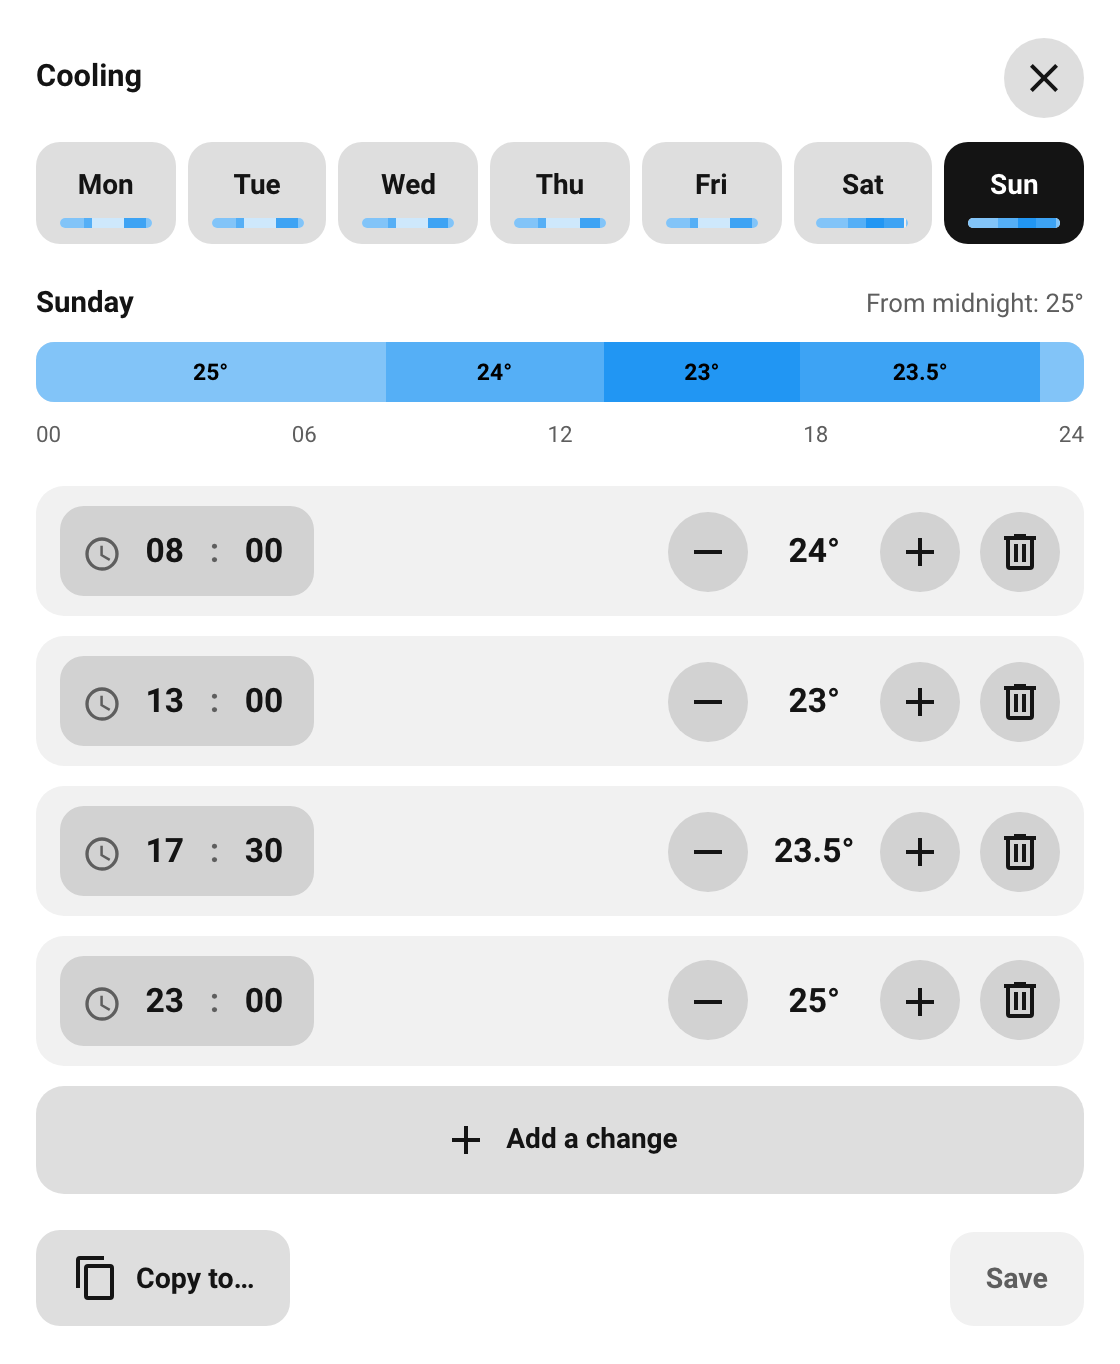 Cooling
Mon Tue Wed Thu Fri Sat Sun
Sunday From midnight: 25°
25° 24° 23° 23.5°
00 06 12 18 24
08 : 00 24°
13 : 00 23°
17 : 30 23.5°
23 : 00 25°
Add a change
Copy to... Save